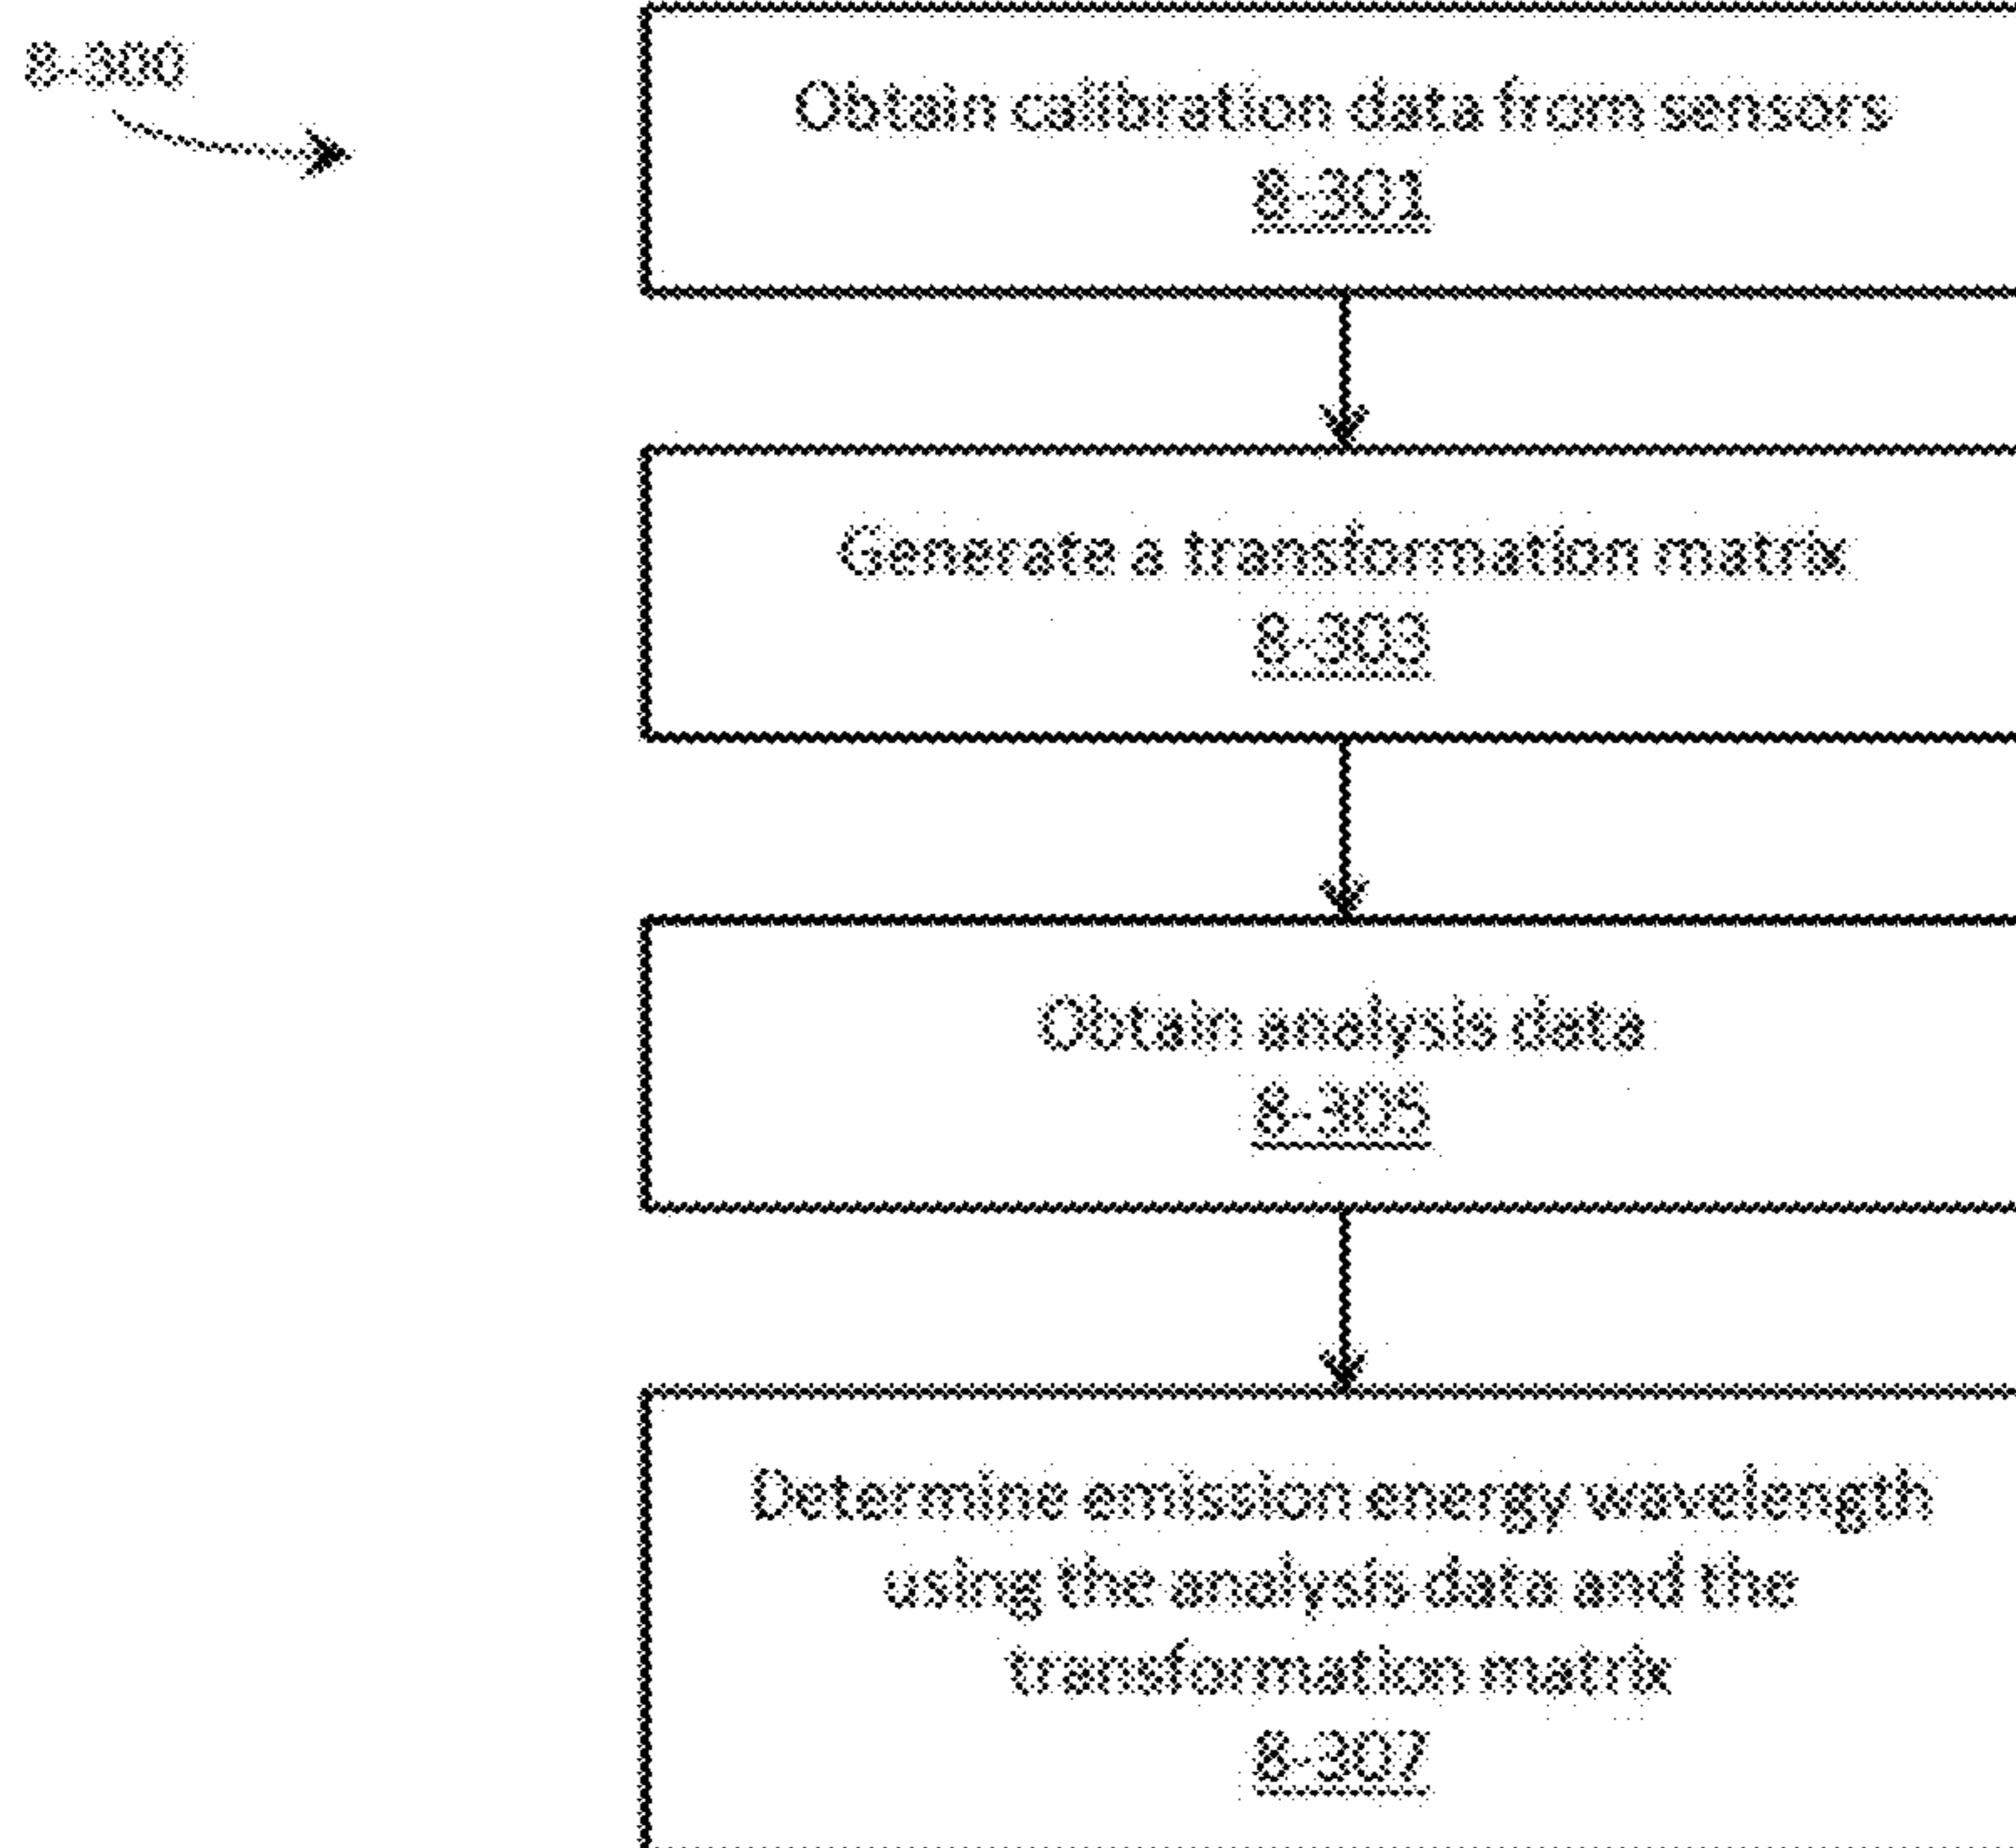 8-300
Obtain calibration data from sensors
8-301
Generate a transformation matrix
8-303
Obtain analysis data
8-305
Determine emission energy wavelength
using the analysis data and the
transformation matrix
8-307